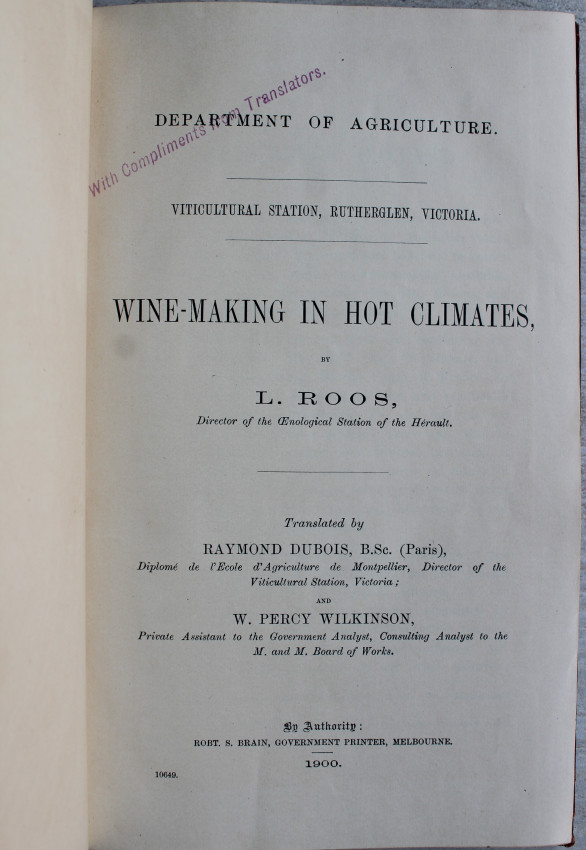 With Compliments from Translators.
DEPARTMENT OF AGRICULTURE.
VITICULTURAL STATION, RUTHERGLEN, VICTORIA.
WINE-MAKING IN HOT CLIMATES,
BY
L. ROOS,
Director of the Œnological Station of the Hérault.
Translated by
RAYMOND DUBOIS, B.Sc. (Paris),
Diplomé de l'Ecole d'Agriculture de Montpellier, Director of the
Viticultural Station, Victoria;
AND
W. PERCY WILKINSON,
Private Assistant to the Government Analyst, Consulting Analyst to the
M. and M. Board of Works.
By Authority:
ROBT. S. BRAIN, GOVERNMENT PRINTER, MELBOURNE.
1900.
10649.